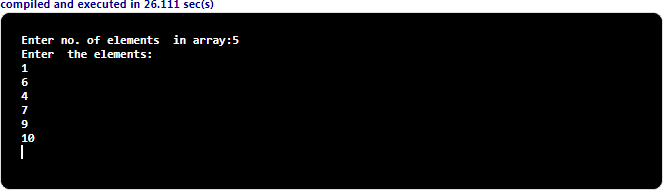 compiled and executed in 26.111 sec(s)
Enter no. of elements  in array:5
Enter  the elements:
1
6
4
7
9
10